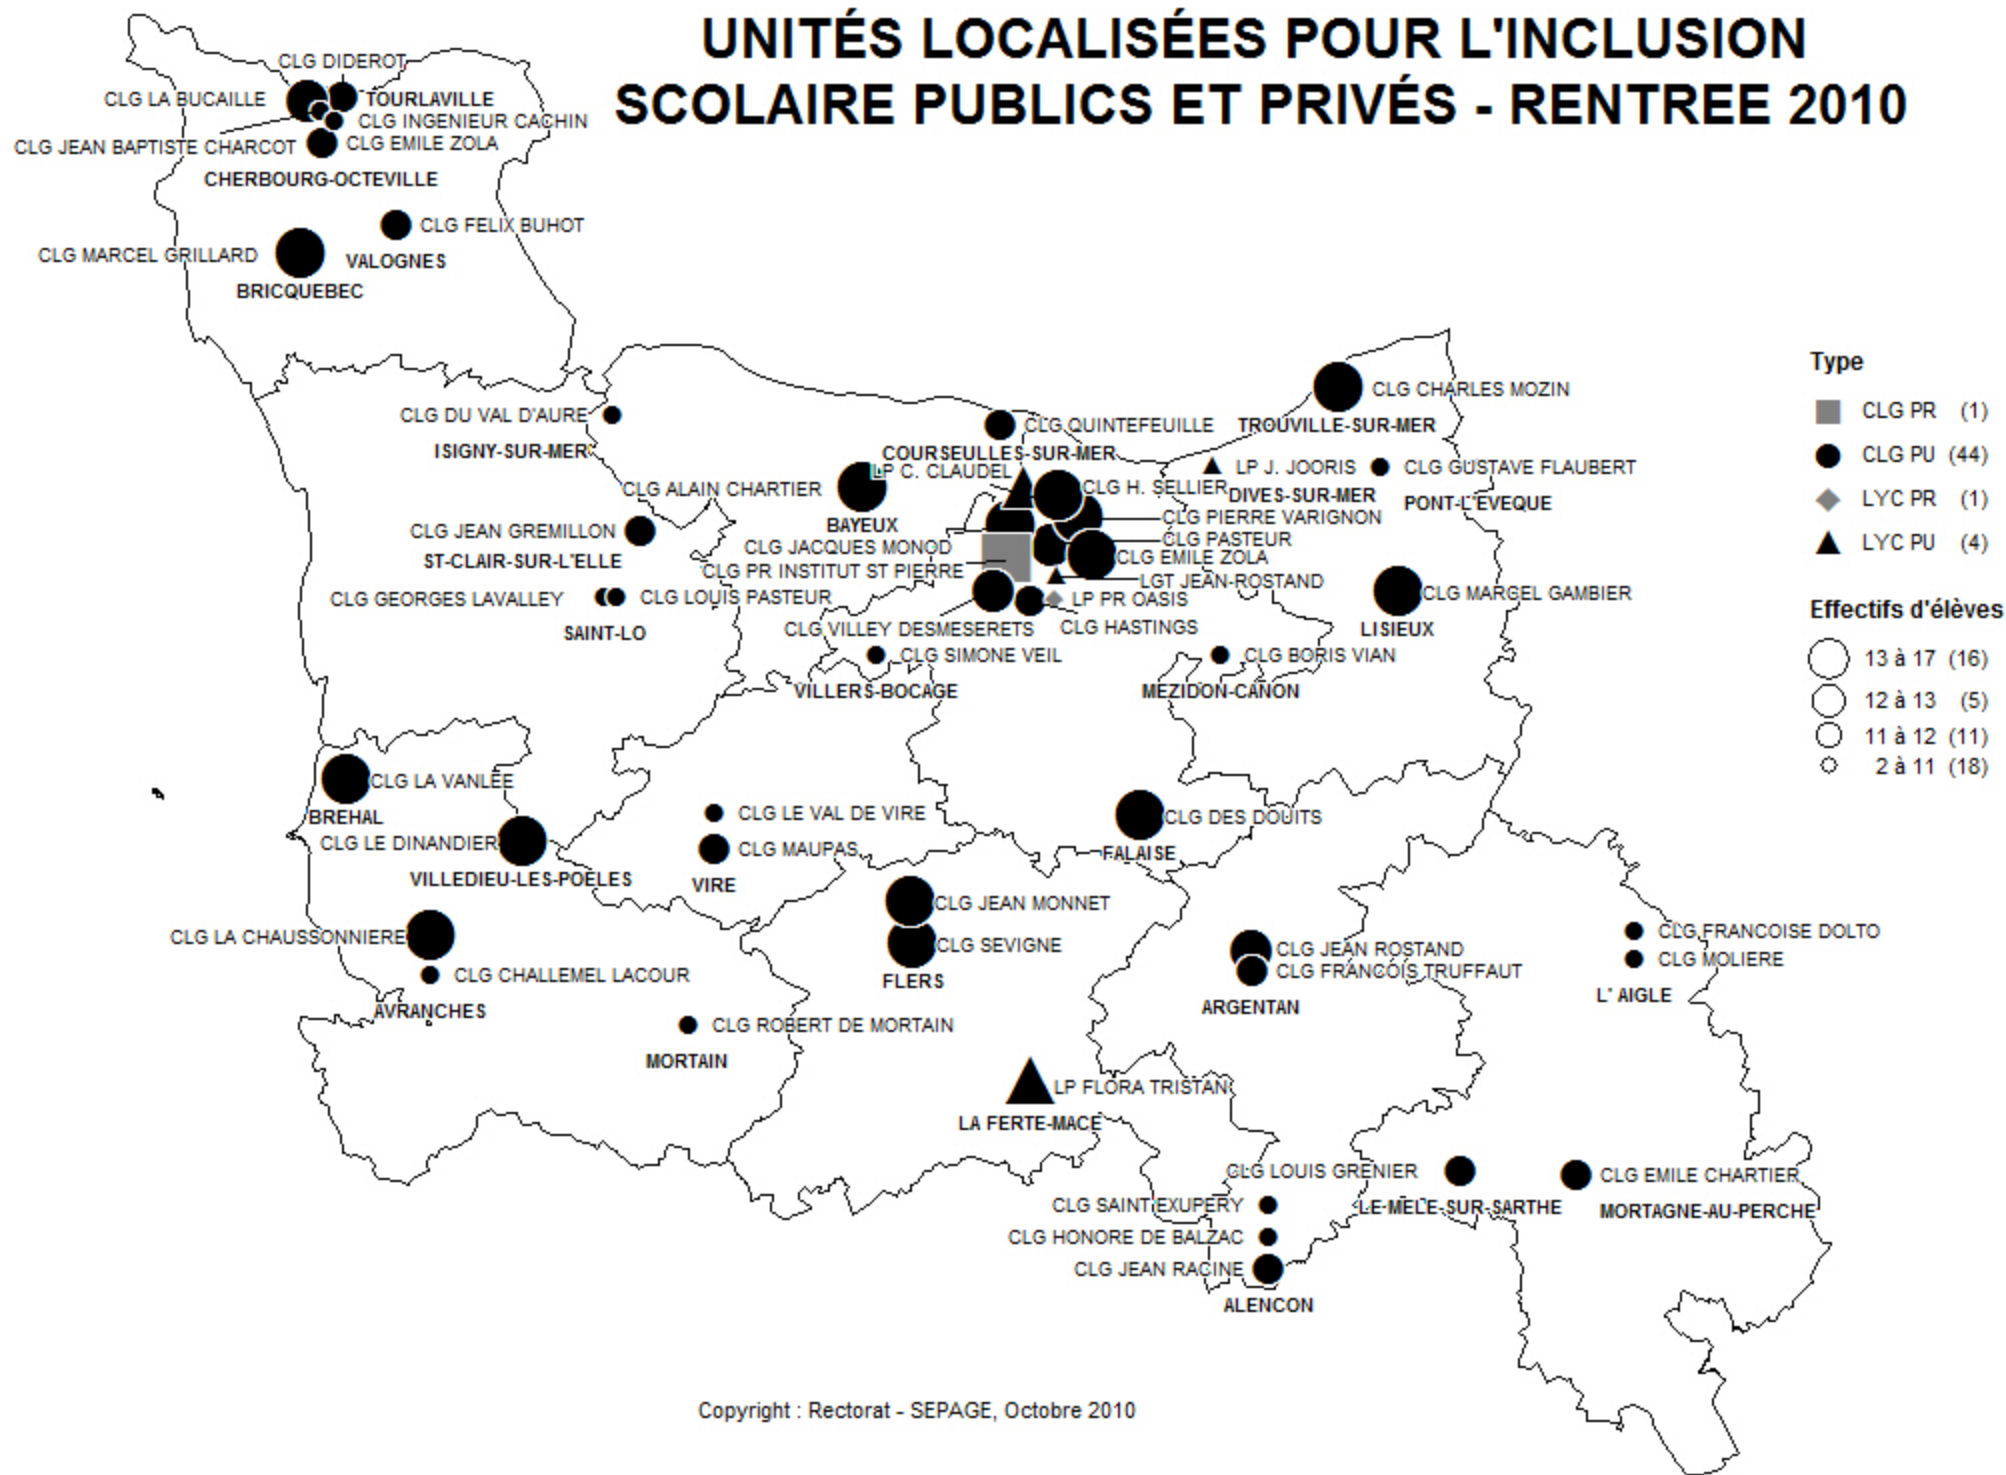 UNITÉS LOCALISÉES POUR L'INCLUSION
SCOLAIRE PUBLICS ET PRIVÉS - RENTREE 2010
CLG DIDEROT
CLG LA BUCAILLE
TOURLAVILLE
CLG INGENIEUR CACHIN
CLG JEAN BAPTISTE CHARCOT
CLG EMILE ZOLA
CHERBOURG-OCTEVILLE
CLG FELIX BUHOT
CLG MARCEL GRILLARD
VALOGNES
BRICQUEBEC
CLG DU VAL D'AURE
ISIGNY-SUR-MER
CLG QUINTEFEUILLE
COURSEULLES-SUR-MER
CLG CHARLES MOZIN
TROUVILLE-SUR-MER
LP C. CLAUDEL
LP J. JOORIS
CLG GUSTAVE FLAUBERT
CLG ALAIN CHARTIER
CLG H. SELLIER
DIVES-SUR-MER
PONT-L'EVEQUE
BAYEUX
CLG PIERRE VARIGNON
CLG JEAN GREMILLON
CLG PASTEUR
CLG JACQUES MONOD
ST-CLAIR-SUR-L'ELLE
CLG EMILE ZOLA
CLG PR INSTITUT ST PIERRE
LGT JEAN-ROSTAND
CLG GEORGES LAVALLEY
CLG LOUIS PASTEUR
LP PR OASIS
CLG MARCEL GAMBIER
SAINT-LO
CLG VILLEY DESMESERETS
CLG HASTINGS
LISIEUX
CLG SIMONE VEIL
CLG BORIS VIAN
VILLERS-BOCAGE
MEZIDON-CANON
CLG LA VANLEE
BREHAL
CLG LE VAL DE VIRE
CLG DES DOUITS
CLG LE DINANDIER
CLG MAUPAS
FALAISE
VILLEDIEU-LES-POELES
VIRE
CLG JEAN MONNET
CLG LA CHAUSSONNIERE
CLG SEVIGNE
CLG JEAN ROSTAND
CLG FRANCOISE DOLTO
CLG CHALLEMEL LACOUR
FLERS
CLG FRANCOIS TRUFFAUT
CLG MOLIERE
AVRANCHES
ARGENTAN
L' AIGLE
CLG ROBERT DE MORTAIN
MORTAIN
LP FLORA TRISTAN
LA FERTE-MACE
CLG LOUIS GRENIER
CLG EMILE CHARTIER
CLG SAINT EXUPERY
LE-MELE-SUR-SARTHE
MORTAGNE-AU-PERCHE
CLG HONORE DE BALZAC
CLG JEAN RACINE
ALENCON
Type
CLG PR (1)
CLG PU (44)
LYC PR (1)
LYC PU (4)
Effectifs d'élèves
13 à 17 (16)
12 à 13 (5)
11 à 12 (11)
2 à 11 (18)
Copyright : Rectorat - SEPAGE, Octobre 2010